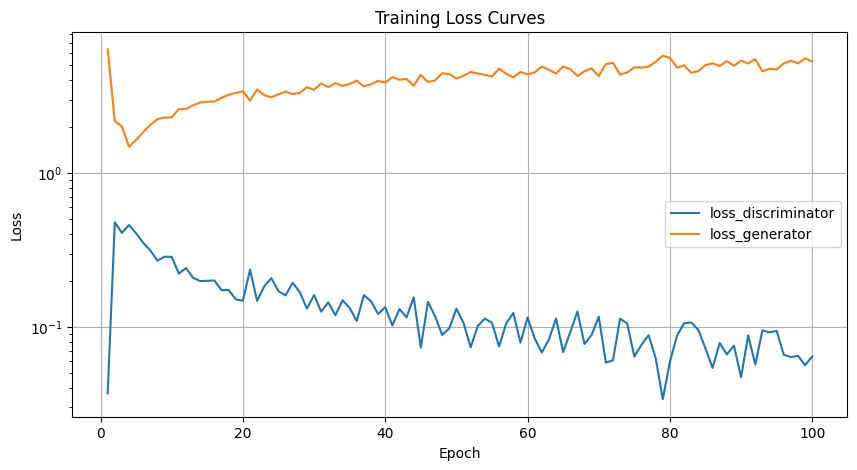 Training Loss Curves
Loss
10⁰
10⁻¹
loss_discriminator
loss_generator
0 20 40 60 80 100
Epoch